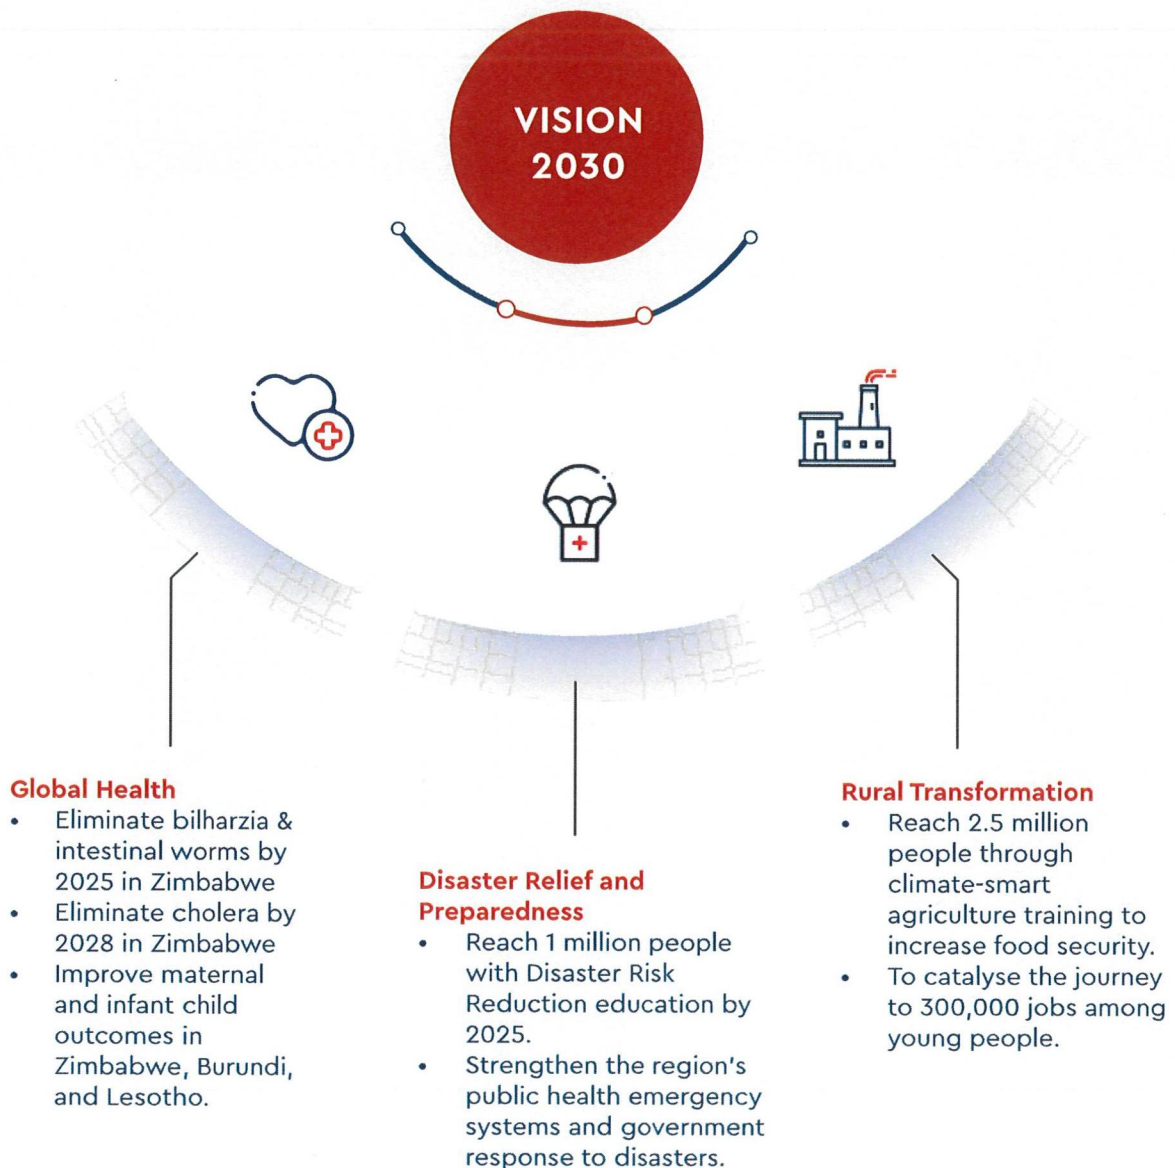 VISION
2030
Global Health
• Eliminate bilharzia &
intestinal worms by
2025 in Zimbabwe
• Eliminate cholera by
2028 in Zimbabwe
• Improve maternal
and infant child
outcomes in
Zimbabwe, Burundi,
and Lesotho.
Disaster Relief and
Preparedness
• Reach 1 million people
with Disaster Risk
Reduction education by
2025.
• Strengthen the region's
public health emergency
systems and government
response to disasters.
Rural Transformation
• Reach 2.5 million
people through
climate-smart
agriculture training to
increase food security.
• To catalyse the journey
to 300,000 jobs among
young people.